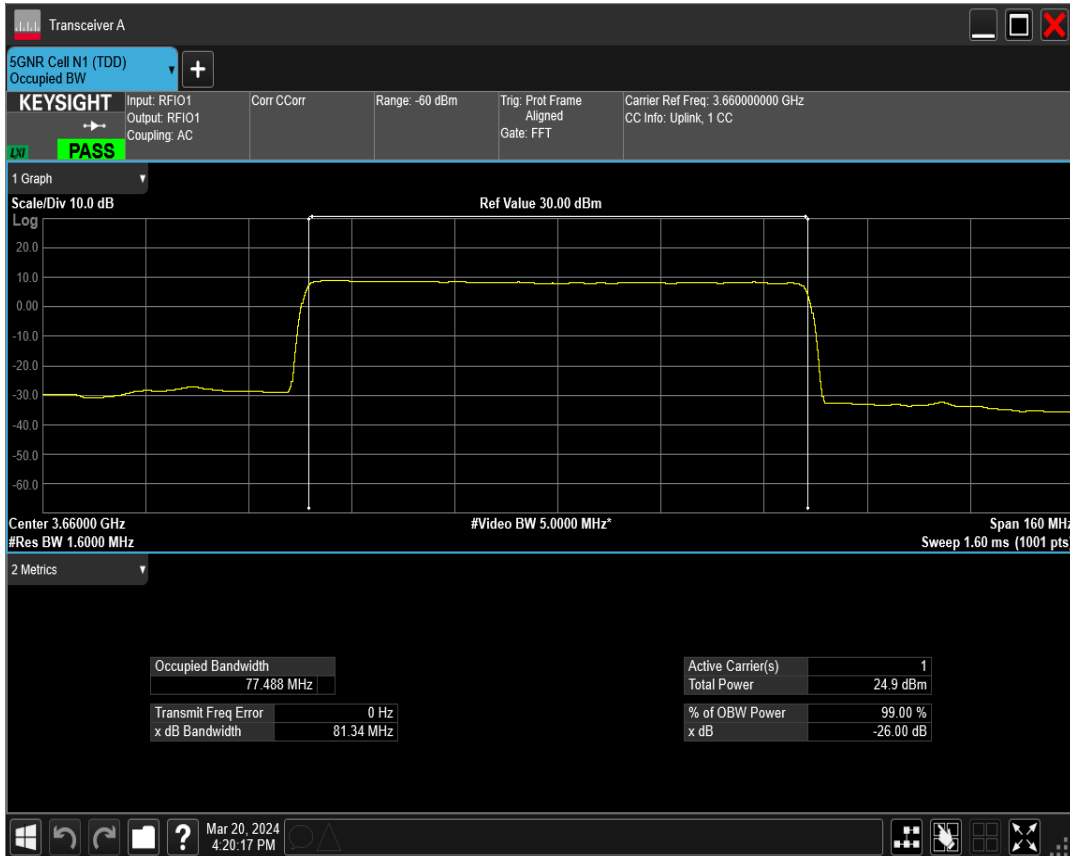 Transceiver A
5GNR Cell N1 (TDD)
Occupied BW
+
KEYSIGHT
LXI
PASS
Input: RFIO1
Output: RFIO1
Coupling: AC
Corr CCorr
Range: -60 dBm
Trig: Prot Frame
Aligned
Gate: FFT
Carrier Ref Freq: 3.660000000 GHz
CC Info: Uplink, 1 CC
1 Graph
Scale/Div 10.0 dB
Ref Value 30.00 dBm
Log
20.0
10.0
0.00
-10.0
-20.0
-30.0
-40.0
-50.0
-60.0
Center 3.66000 GHz
#Video BW 5.0000 MHz*
Span 160 MHz
#Res BW 1.6000 MHz
Sweep 1.60 ms (1001 pts)
2 Metrics
Occupied Bandwidth
77.488 MHz
Transmit Freq Error 0 Hz
x dB Bandwidth 81.34 MHz
Active Carrier(s) 1
Total Power 24.9 dBm
% of OBW Power 99.00 %
x dB -26.00 dB
?
Mar 20, 2024
4:20:17 PM